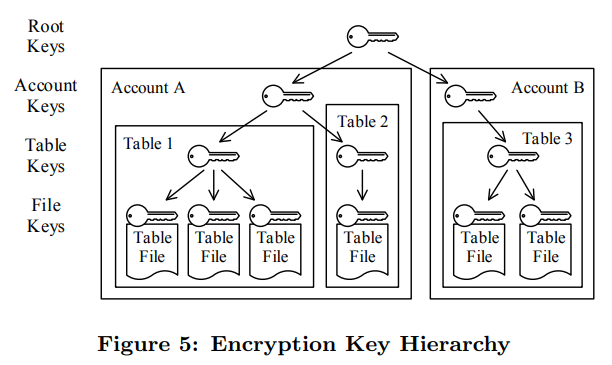 Root
Keys
Account
Keys
Table
Keys
File
Keys
Account A
Account B
Table 1
Table 2
Table 3
Table
File
Table
File
Table
File
Table
File
Table
File
Table
File
Figure 5: Encryption Key Hierarchy